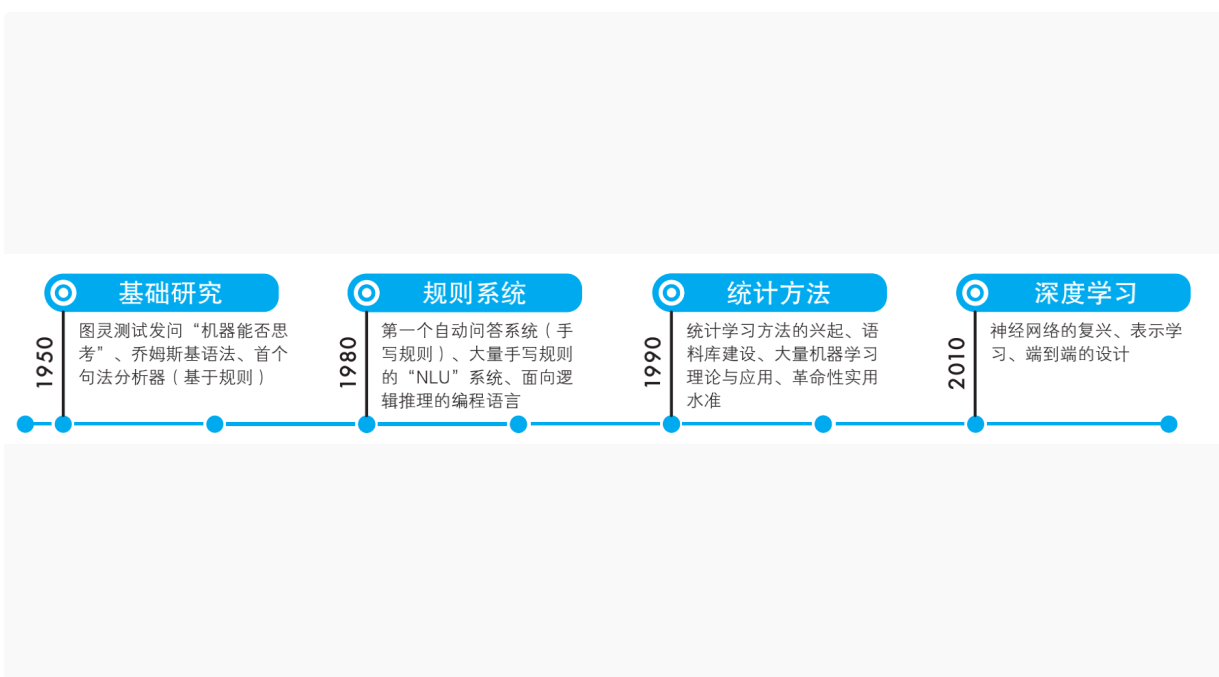 基础研究
1950
图灵测试发问“机器能否思
考”、乔姆斯基语法、首个
句法分析器（基于规则）
规则系统
1980
第一个自动问答系统（手
写规则）、大量手写规则
的“NLU”系统、面向逻
辑推理的编程语言
统计方法
1990
统计学习方法的兴起、语
料库建设、大量机器学习
理论与应用、革命性实用
水准
深度学习
2010
神经网络的复兴、表示学
习、端到端的设计